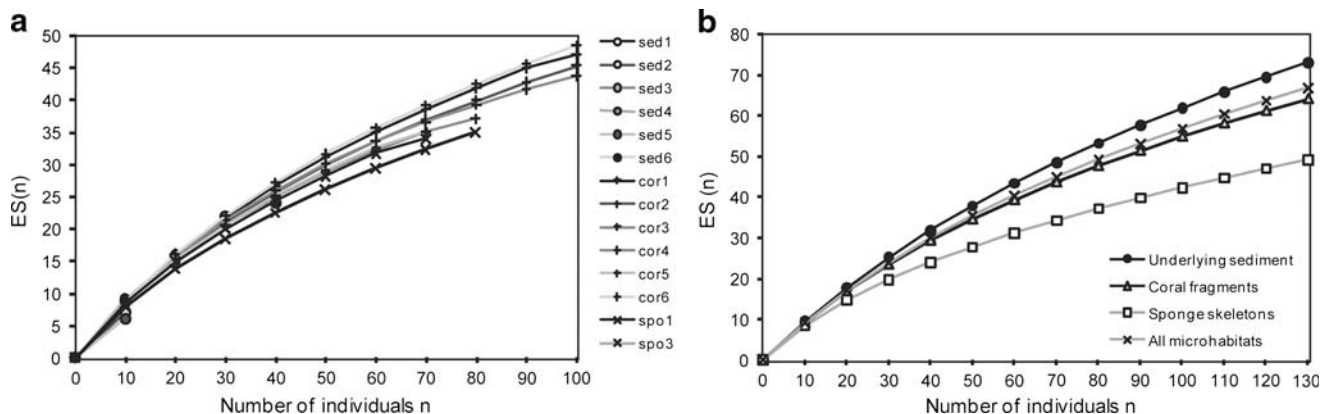 a
50
45
40
35
30
25
20
15
10
5
0
ES(n)
0 10 20 30 40 50 60 70 80 90 100
Number of individuals n
sed1
sed2
sed3
sed4
sed5
sed6
cor1
cor2
cor3
cor4
cor5
cor6
spo1
spo3
b
80
70
60
50
40
30
20
10
0
ES (n)
0 10 20 30 40 50 60 70 80 90 100 110 120 130
Number of individuals n
Underlying sediment
Coral fragments
Sponge skeletons
All microhabitats